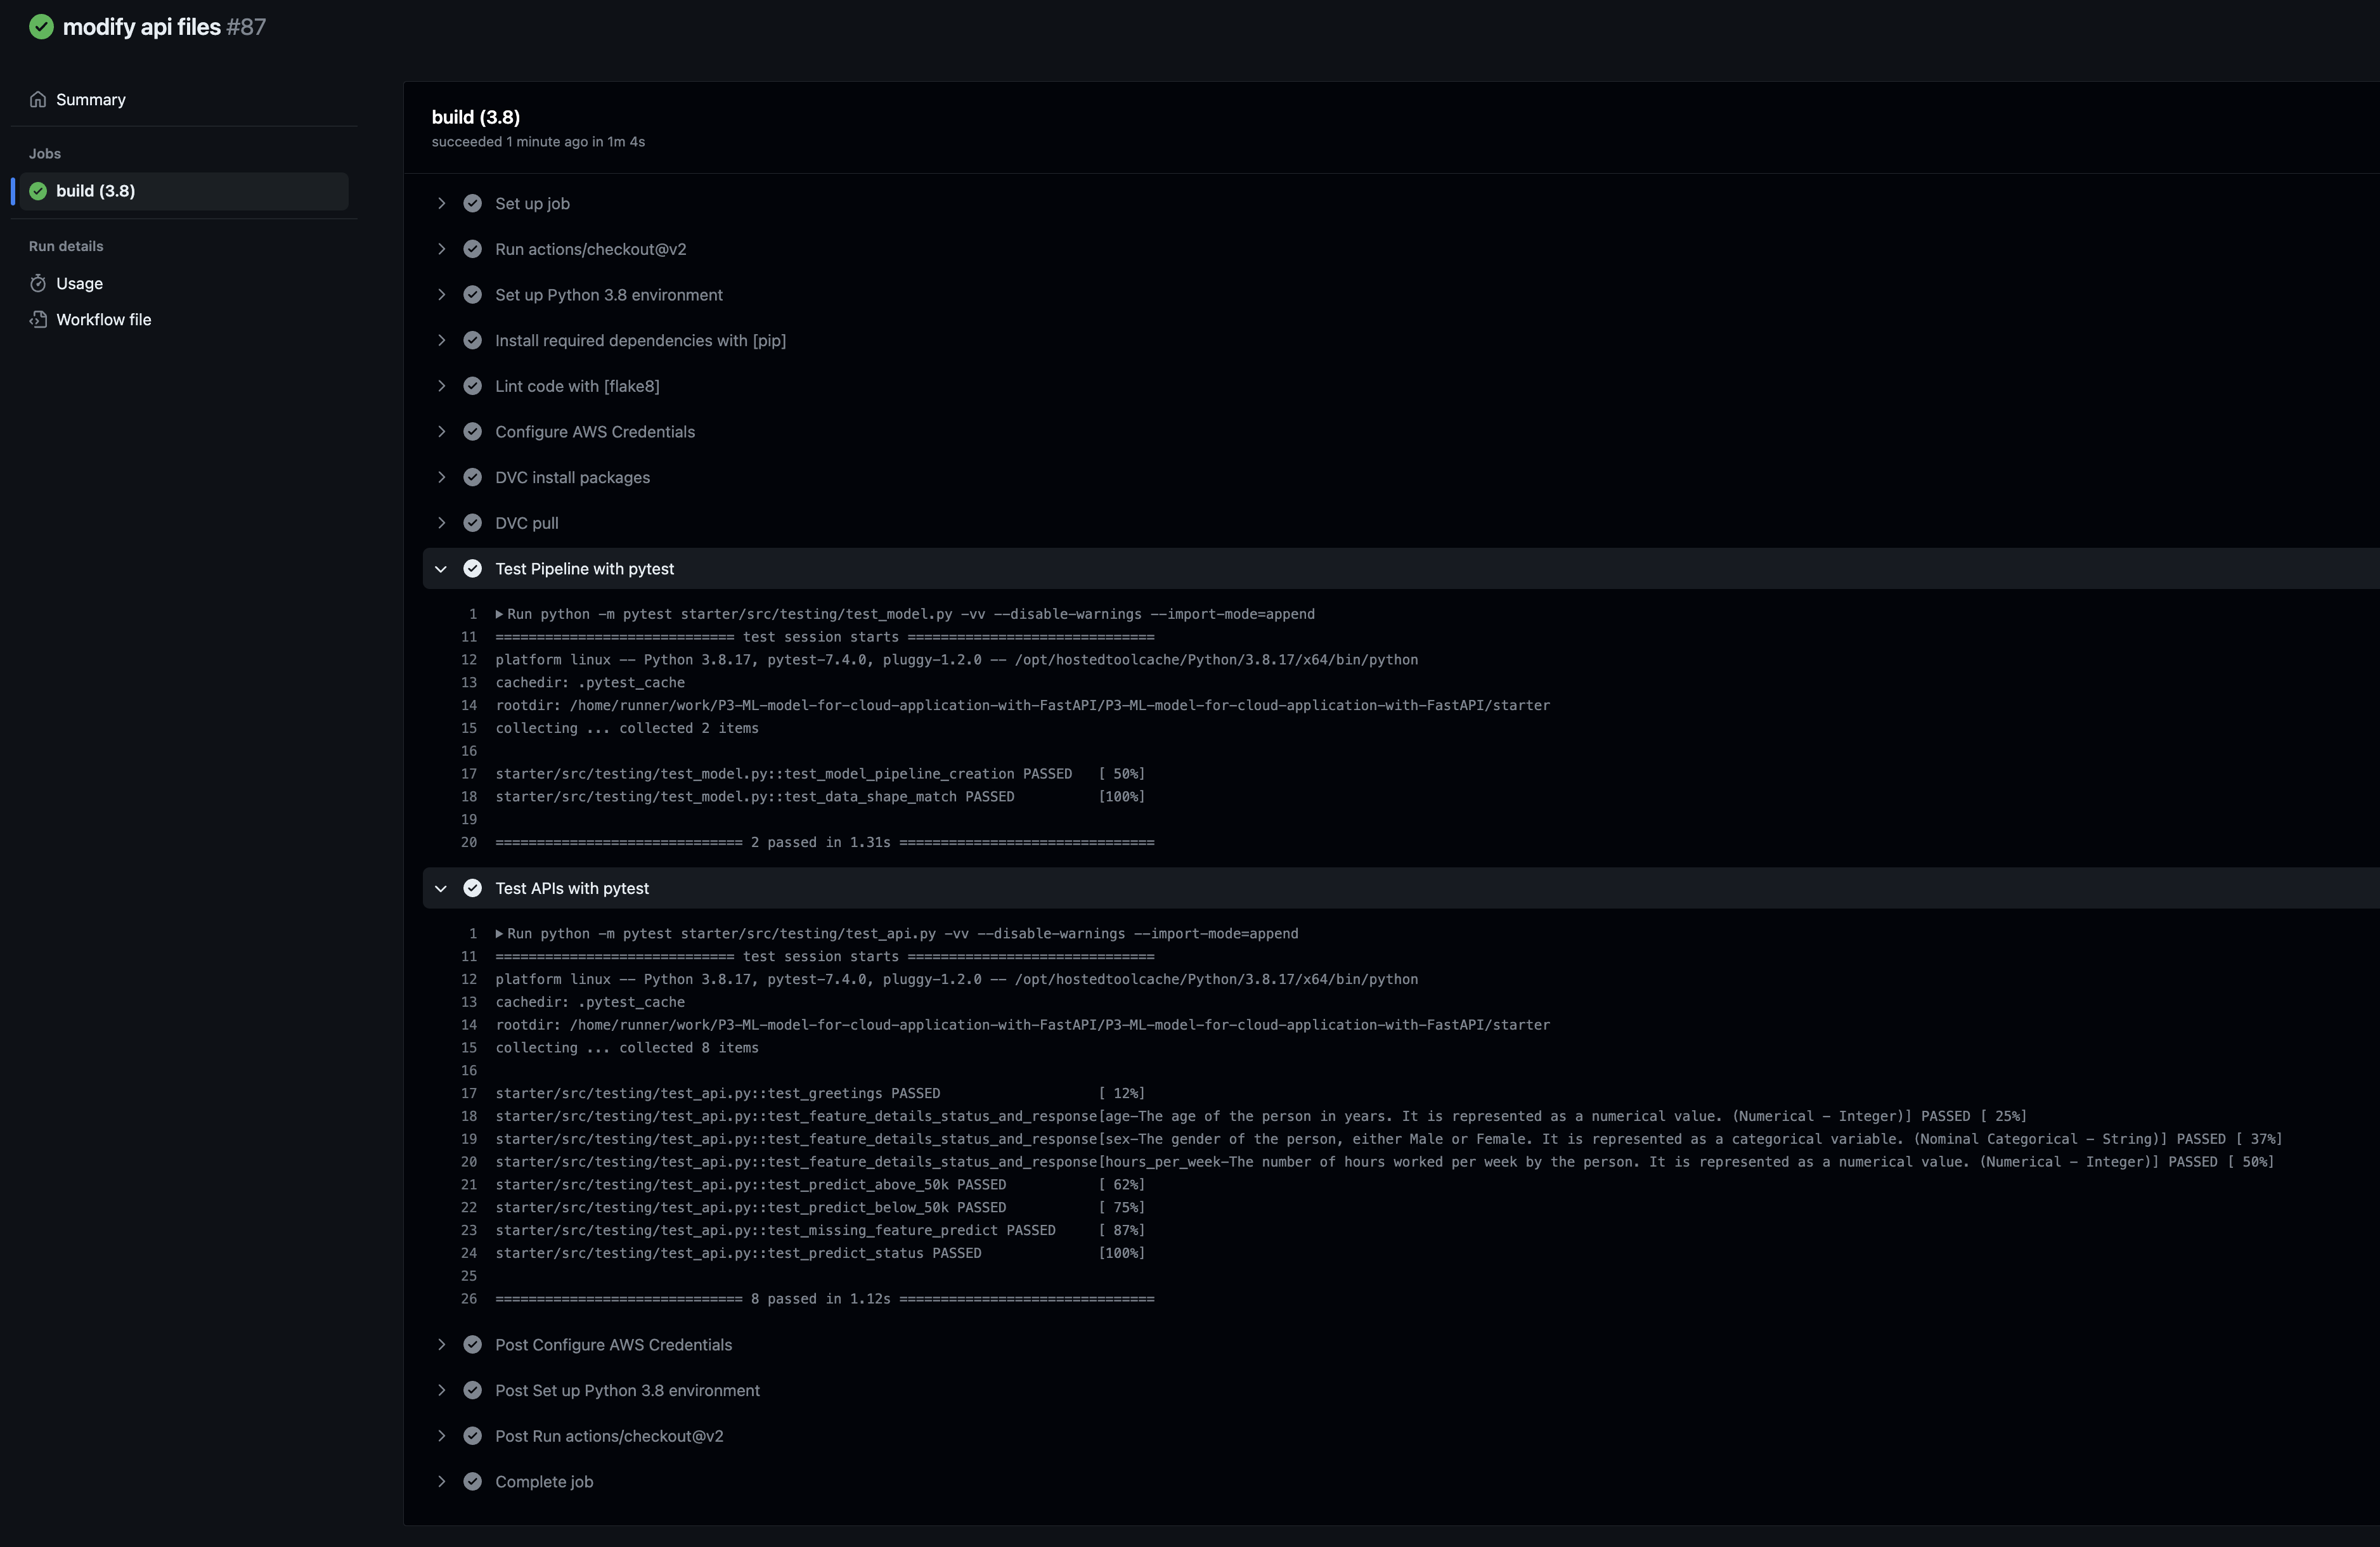 modify api files #87
Summary
Jobs
build (3.8)
Run details
Usage
Workflow file
build (3.8)
succeeded 1 minute ago in 1m 4s
Set up job
Run actions/checkout@v2
Set up Python 3.8 environment
Install required dependencies with [pip]
Lint code with [flake8]
Configure AWS Credentials
DVC install packages
DVC pull
Test Pipeline with pytest
1 Run python -m pytest starter/src/testing/test_model.py -vv --disable-warnings --import-mode=append
11 ============================= test session starts ==============================
12 platform linux -- Python 3.8.17, pytest-7.4.0, pluggy-1.2.0 -- /opt/hostedtoolcache/Python/3.8.17/x64/bin/python
13 cachedir: .pytest_cache
14 rootdir: /home/runner/work/P3-ML-model-for-cloud-application-with-FastAPI/P3-ML-model-for-cloud-application-with-FastAPI/starter
15 collecting ... collected 2 items
16
17 starter/src/testing/test_model.py::test_model_pipeline_creation PASSED [ 50%]
18 starter/src/testing/test_model.py::test_data_shape_match PASSED [100%]
19
20 ============================== 2 passed in 1.31s ===============================
Test APIs with pytest
1 Run python -m pytest starter/src/testing/test_api.py -vv --disable-warnings --import-mode=append
11 ============================= test session starts ==============================
12 platform linux -- Python 3.8.17, pytest-7.4.0, pluggy-1.2.0 -- /opt/hostedtoolcache/Python/3.8.17/x64/bin/python
13 cachedir: .pytest_cache
14 rootdir: /home/runner/work/P3-ML-model-for-cloud-application-with-FastAPI/P3-ML-model-for-cloud-application-with-FastAPI/starter
15 collecting ... collected 8 items
16
17 starter/src/testing/test_api.py::test_greetings PASSED [ 12%]
18 starter/src/testing/test_api.py::test_feature_details_status_and_response[age-The age of the person in years. It is represented as a numerical value. (Numerical - Integer)] PASSED [ 25%]
19 starter/src/testing/test_api.py::test_feature_details_status_and_response[sex-The gender of the person, either Male or Female. It is represented as a categorical variable. (Nominal Categorical - String)] PASSED [ 37%]
20 starter/src/testing/test_api.py::test_feature_details_status_and_response[hours_per_week-The number of hours worked per week by the person. It is represented as a numerical value. (Numerical - Integer)] PASSED [ 50%]
21 starter/src/testing/test_api.py::test_predict_above_50k PASSED [ 62%]
22 starter/src/testing/test_api.py::test_predict_below_50k PASSED [ 75%]
23 starter/src/testing/test_api.py::test_missing_feature_predict PASSED [ 87%]
24 starter/src/testing/test_api.py::test_predict_status PASSED [100%]
25
26 ============================== 8 passed in 1.12s ===============================
Post Configure AWS Credentials
Post Set up Python 3.8 environment
Post Run actions/checkout@v2
Complete job